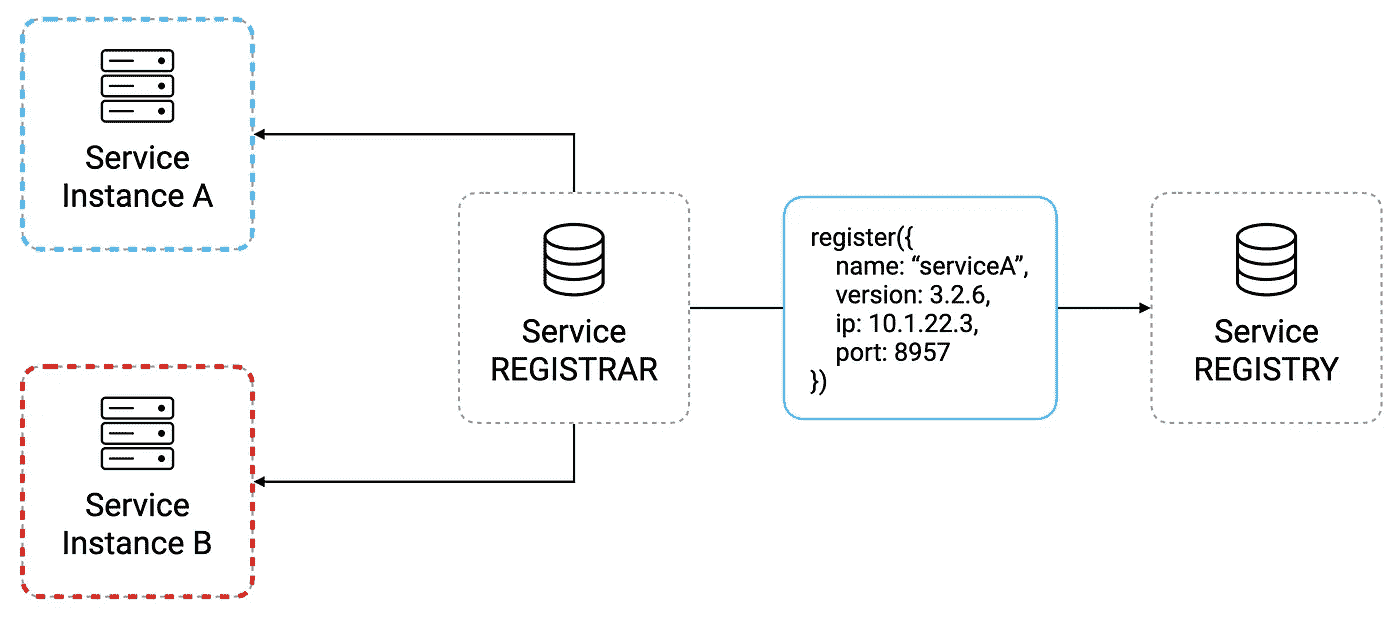 Service
Instance A
Service
REGISTRAR
register({
name: “serviceA”,
version: 3.2.6,
ip: 10.1.22.3,
port: 8957
})
Service
REGISTRY
Service
Instance B